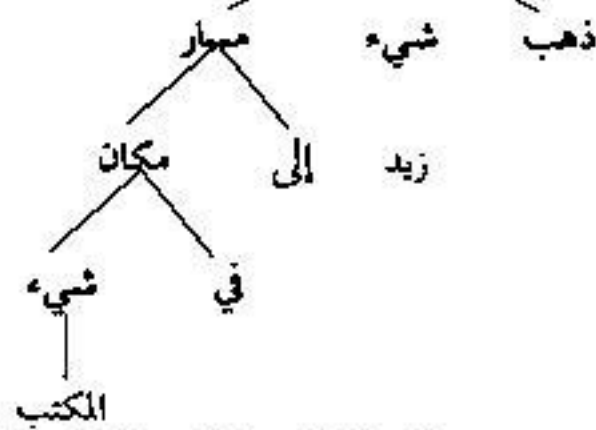 ذهب شيء مسار
زيد إلى مكان
في شيء
المكتب